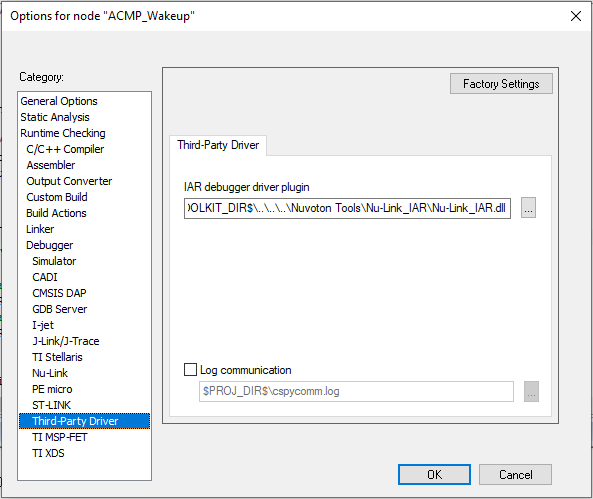 Options for node "ACMP_Wakeup"
Category:
General Options
Static Analysis
Runtime Checking
C/C++ Compiler
Assembler
Output Converter
Custom Build
Build Actions
Linker
Debugger
Simulator
CADI
CMSIS DAP
GDB Server
I-jet
J-Link/J-Trace
TI Stellaris
Nu-Link
PE micro
ST-LINK
Third-Party Driver
TI MSP-FET
TI XDS
Factory Settings
Third-Party Driver
IAR debugger driver plugin
OOLKIT_DIR$\..\..\..\Nuvoton Tools\Nu-Link_IAR\Nu-Link_IAR.dll
...
Log communication
$PROJ_DIR$\cspycomm.log
...
OK
Cancel